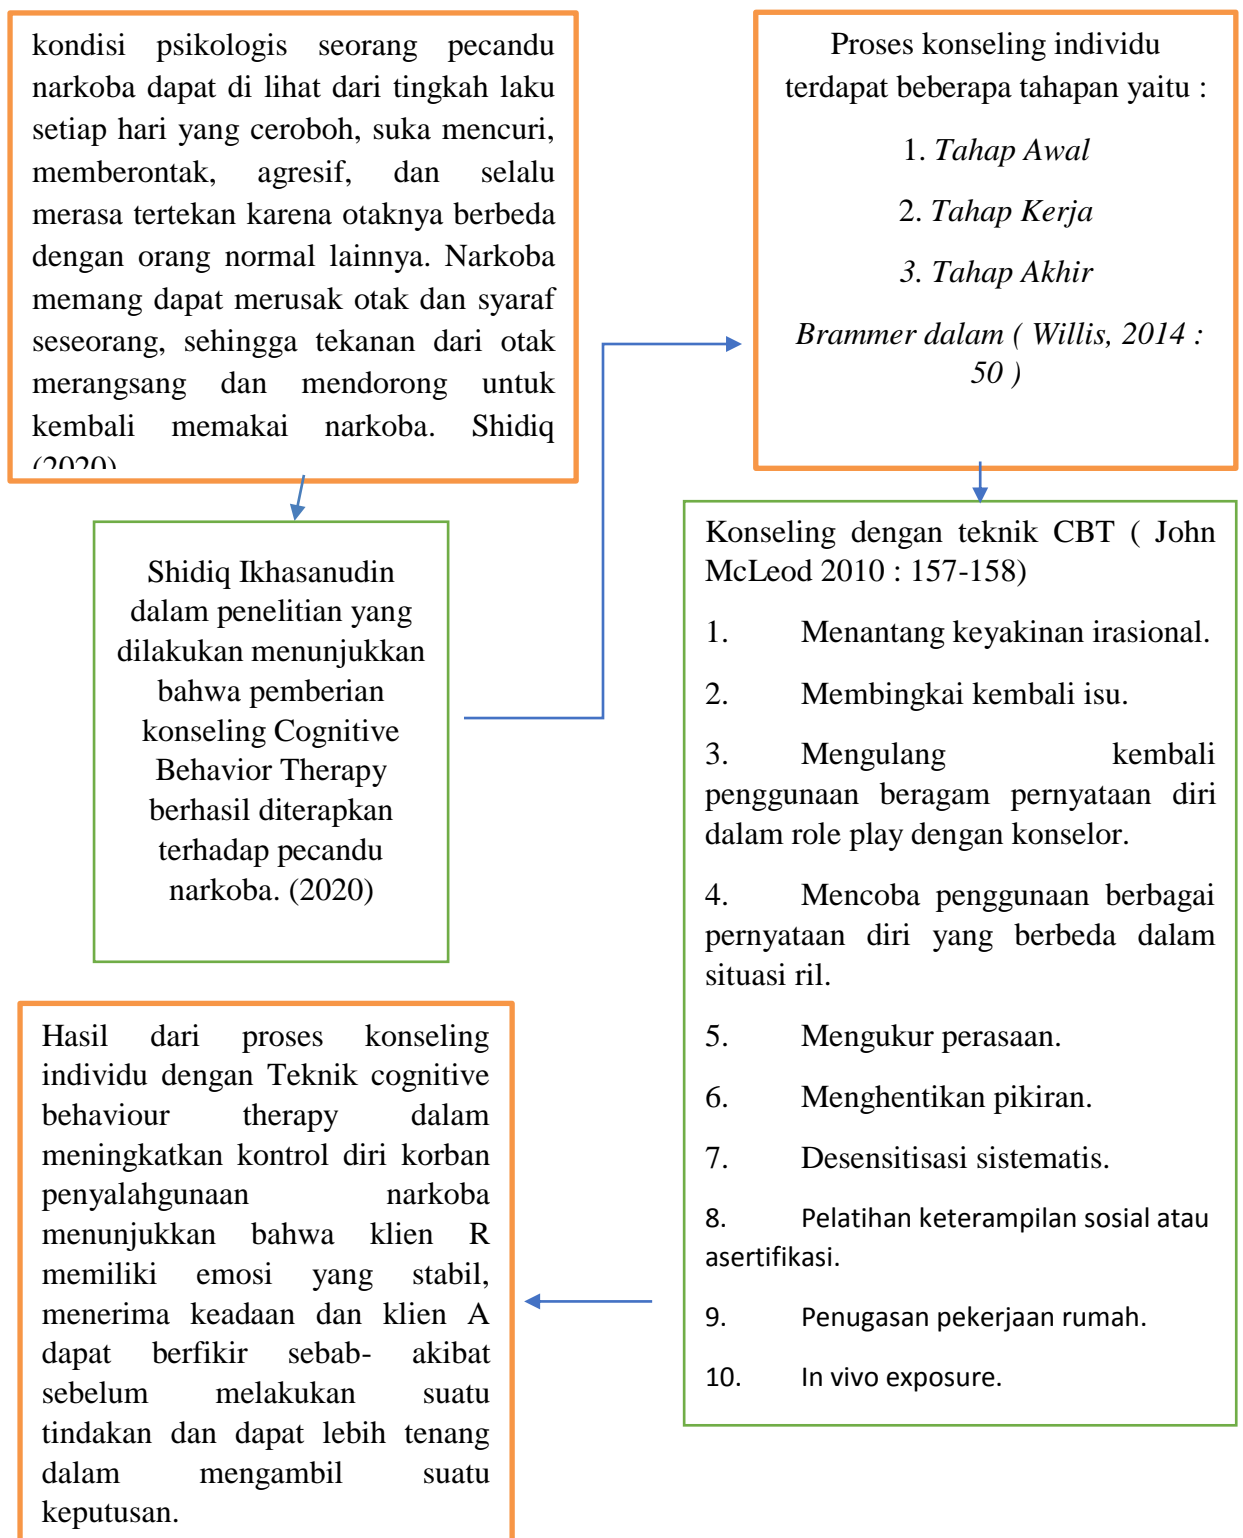 kondisi psikologis seorang pecandu
narkoba dapat di lihat dari tingkah laku
setiap hari yang ceroboh, suka mencuri,
memberontak, agresif, dan selalu
merasa tertekan karena otaknya berbeda
dengan orang normal lainnya. Narkoba
memang dapat merusak otak dan syaraf
seseorang, sehingga tekanan dari otak
merangsang dan mendorong untuk
kembali memakai narkoba. Shidiq
(2020)
Shidiq Ikhasanudin
dalam penelitian yang
dilakukan menunjukkan
bahwa pemberian
konseling Cognitive
Behavior Therapy
berhasil diterapkan
terhadap pecandu
narkoba. (2020)
Proses konseling individu
terdapat beberapa tahapan yaitu :
1. Tahap Awal
2. Tahap Kerja
3. Tahap Akhir
Brammer dalam ( Willis, 2014 :
50 )
Konseling dengan teknik CBT ( John
McLeod 2010 : 157-158)
1. Menantang keyakinan irasional.
2. Membingkai kembali isu.
3. Mengulang kembali
penggunaan beragam pernyataan diri
dalam role play dengan konselor.
4. Mencoba penggunaan berbagai
pernyataan diri yang berbeda dalam
situasi ril.
5. Mengukur perasaan.
6. Menghentikan pikiran.
7. Desensitisasi sistematis.
8. Pelatihan keterampilan sosial atau
asertifikasi.
9. Penugasan pekerjaan rumah.
10. In vivo exposure.
Hasil dari proses konseling
individu dengan Teknik cognitive
behaviour therapy dalam
meningkatkan kontrol diri korban
penyalahgunaan narkoba
menunjukkan bahwa klien R
memiliki emosi yang stabil,
menerima keadaan dan klien A
dapat berfikir sebab- akibat
sebelum melakukan suatu
tindakan dan dapat lebih tenang
dalam mengambil suatu
keputusan.